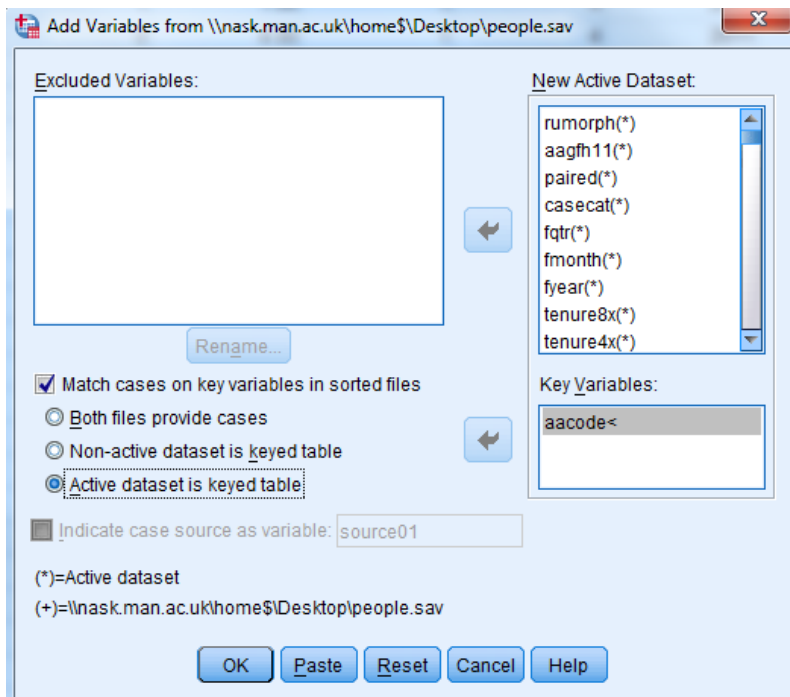 Add Variables from \\nask.man.ac.uk\home$\Desktop\people.sav
x
Excluded Variables:
New Active Dataset:
rumorph(*)
aagfh11(*)
paired(*)
casecat(*)
fqtr(*)
fmonth(*)
fyear(*)
tenure8x(*)
tenure4x(*)
Rename...
Match cases on key variables in sorted files
Both files provide cases
Non-active dataset is keyed table
Active dataset is keyed table
Key Variables:
aacode<
Indicate case source as variable: source01
(*)=Active dataset
(+)=\\nask.man.ac.uk\home$\Desktop\people.sav
OK Paste Reset Cancel Help